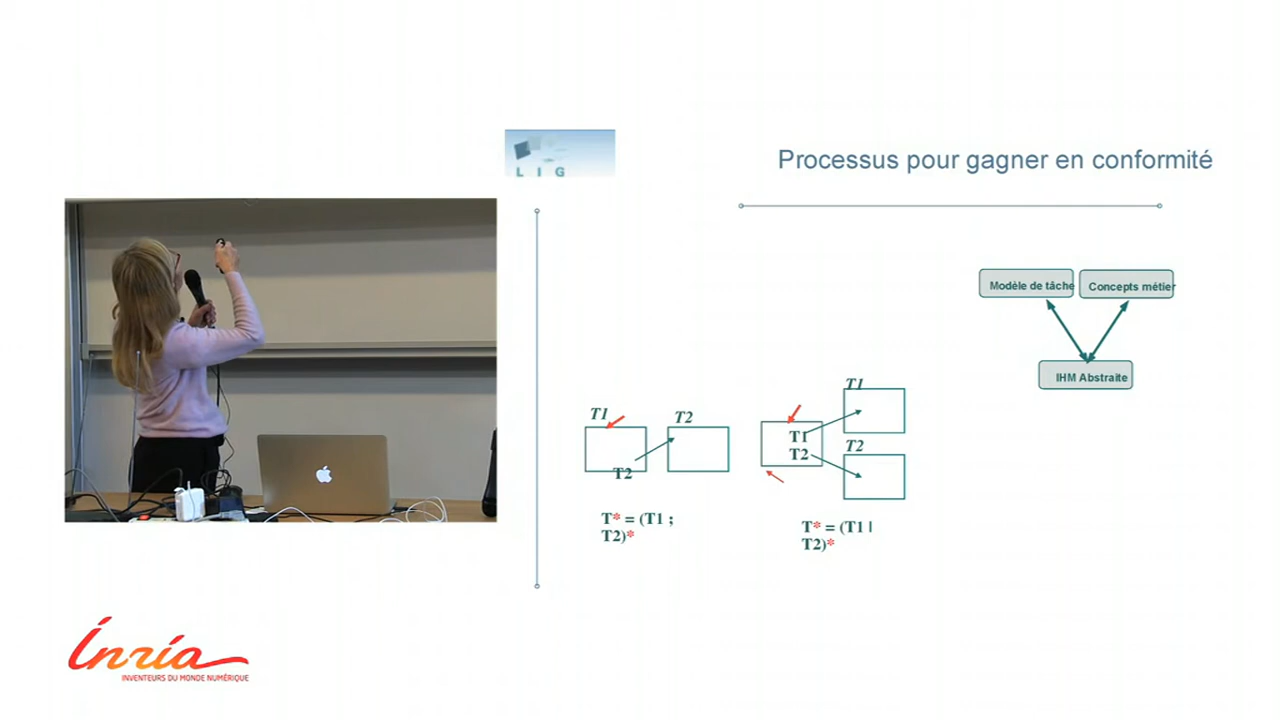 LIG
Processus pour gagner en conformité
Modèle de tâche
Concepts métier
IHM Abstraite
T1
T2
T2
T* = (T1 ;
T2)*
T1
T1
T2
T2
T* = (T1 |
T2)*
Inria
INVENTEURS DU MONDE NUMÉRIQUE